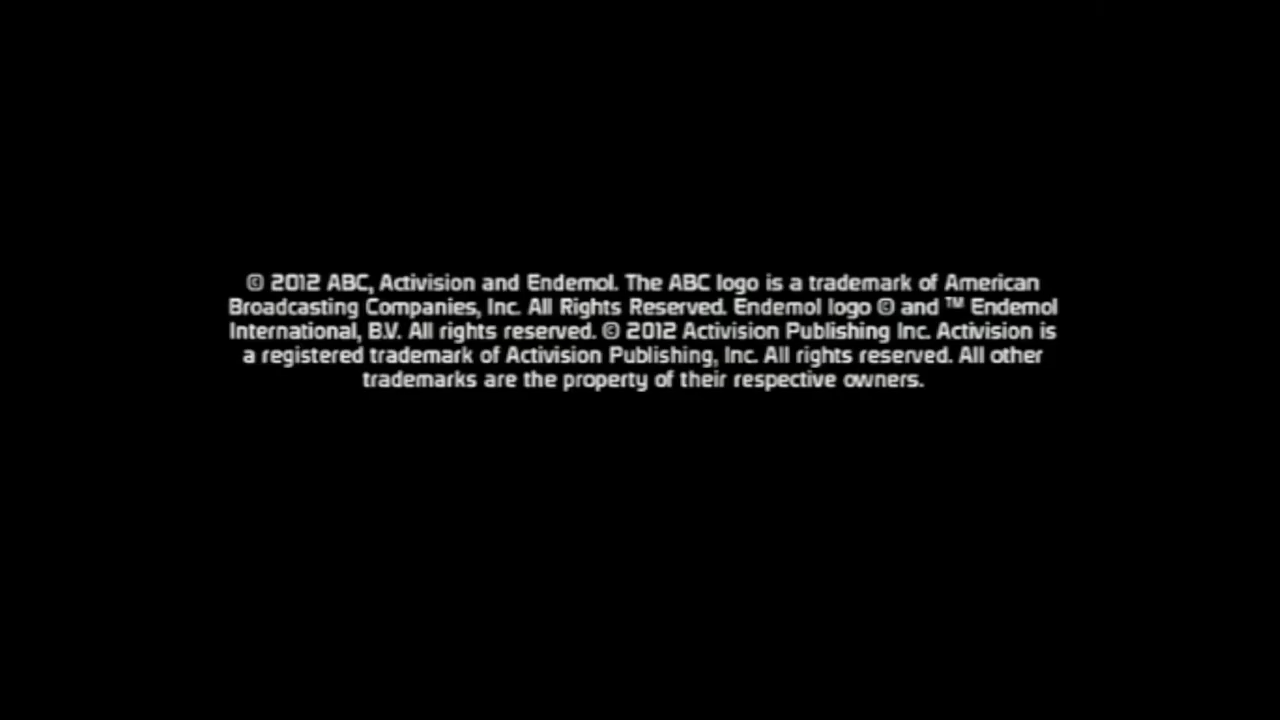 © 2012 ABC, Activision and Endemol. The ABC logo is a trademark of American
Broadcasting Companies, Inc. All Rights Reserved. Endemol logo © and ™ Endemol
International, B.V. All rights reserved. © 2012 Activision Publishing Inc. Activision is
a registered trademark of Activision Publishing, Inc. All rights reserved. All other
trademarks are the property of their respective owners.